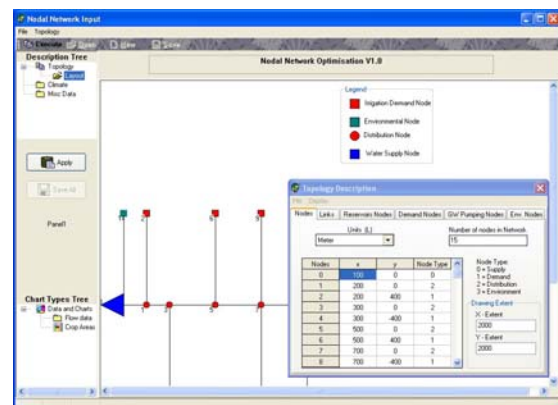 Nodal Network Input
File Topology
Execute Open New Save
Description Tree
Topology
Layout
Climate
Misc Data
Nodal Network Optimisation V1.0
Legend
Irrigation Demand Node
Environmental Node
Distribution Node
Water Supply Node
Apply
Save All
Panel1
Chart Types Tree
Data and Charts
Flow data
Crop Areas
Topology Description
File Display
Nodes Links Reservoirs Nodes Demand Nodes GW Pumping Nodes Env. Nodes
Units (L)
Meter
Number of nodes in Network
15
Nodes x y Node Type
0 100 0 0
1 200 0 2
2 200 400 1
3 300 0 2
4 300 -400 1
5 500 0 2
6 500 400 1
7 700 0 2
8 700 -400 1
Node Type:
0 = Supply
1 = Demand
2 = Distribution
3 = Environment
Drawing Extent
X - Extent
2000
Y - Extent
2000